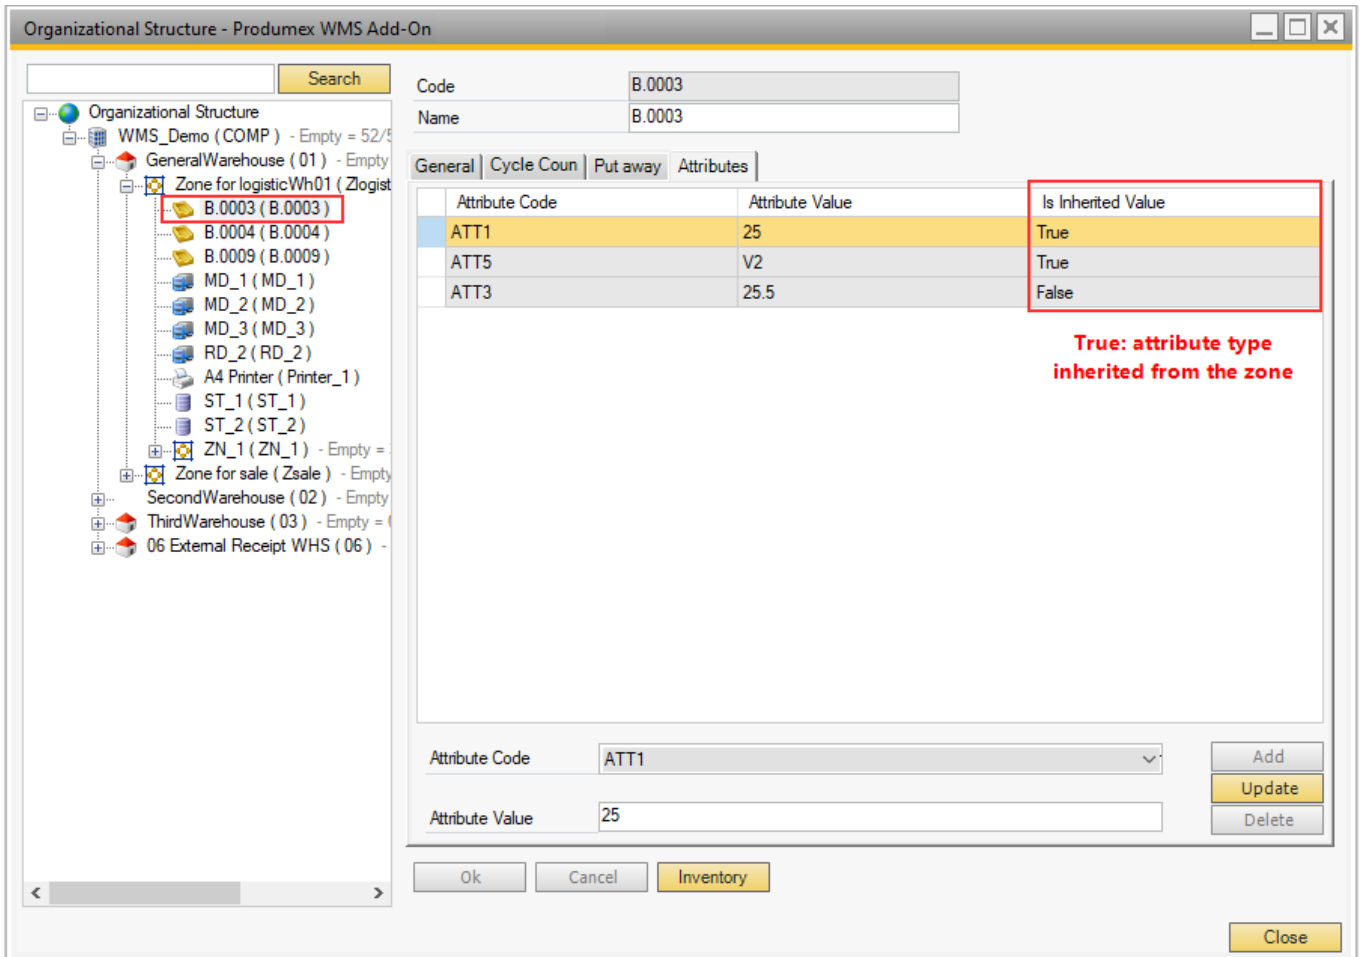 Organizational Structure - Produmex WMS Add-On
Search
Organizational Structure
WMS_Demo ( COMP ) - Empty = 52/5
GeneralWarehouse ( 01 ) - Empty
Zone for logisticWh01 ( Zlogist
B.0003 ( B.0003 )
B.0004 ( B.0004 )
B.0009 ( B.0009 )
MD_1 ( MD_1 )
MD_2 ( MD_2 )
MD_3 ( MD_3 )
RD_2 ( RD_2 )
A4 Printer ( Printer_1 )
ST_1 ( ST_1 )
ST_2 ( ST_2 )
ZN_1 ( ZN_1 ) - Empty =
Zone for sale ( Zsale ) - Empty
SecondWarehouse ( 02 ) - Empty
ThirdWarehouse ( 03 ) - Empty =
06 External Receipt WHS ( 06 ) -
Code B.0003
Name B.0003
General Cycle Coun Put away Attributes
Attribute Code Attribute Value Is Inherited Value
ATT1 25 True
ATT5 V2 True
ATT3 25.5 False
True: attribute type
inherited from the zone
Attribute Code ATT1 Add
Update
Attribute Value 25 Delete
Ok Cancel Inventory
Close